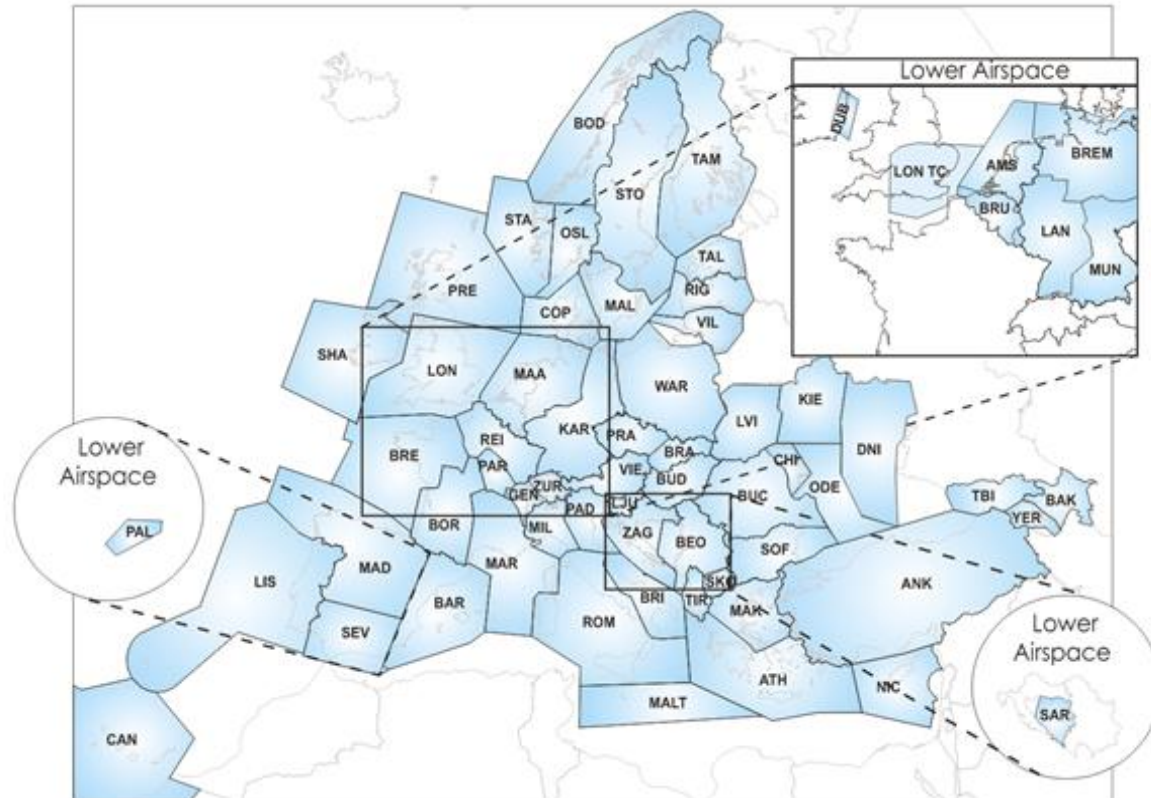 Lower Airspace
DUB
LON TC
AMS
BREM
BRU
LAN
MUN
BOD
TAM
STO
STA
OSL
TAL
PRE
RIG
COP
MAL
VIL
SHA
LON
MAA
WAR
KIE
LVI
KAR
PRA
REI
BRE
BRA
DNI
PAR
VIE
CHI
BUD
ZUR
GEN
ODE
BUC
LJU
TBI
BAK
YER
BOR
MIL
PAD
ZAG
BEO
SOF
MAR
MAD
LIS
BAR
SKO
ANK
BRI
TIR
MAK
SEV
ROM
ATH
NIC
MALT
CAN
Lower
Airspace
PAL
Lower
Airspace
SAR